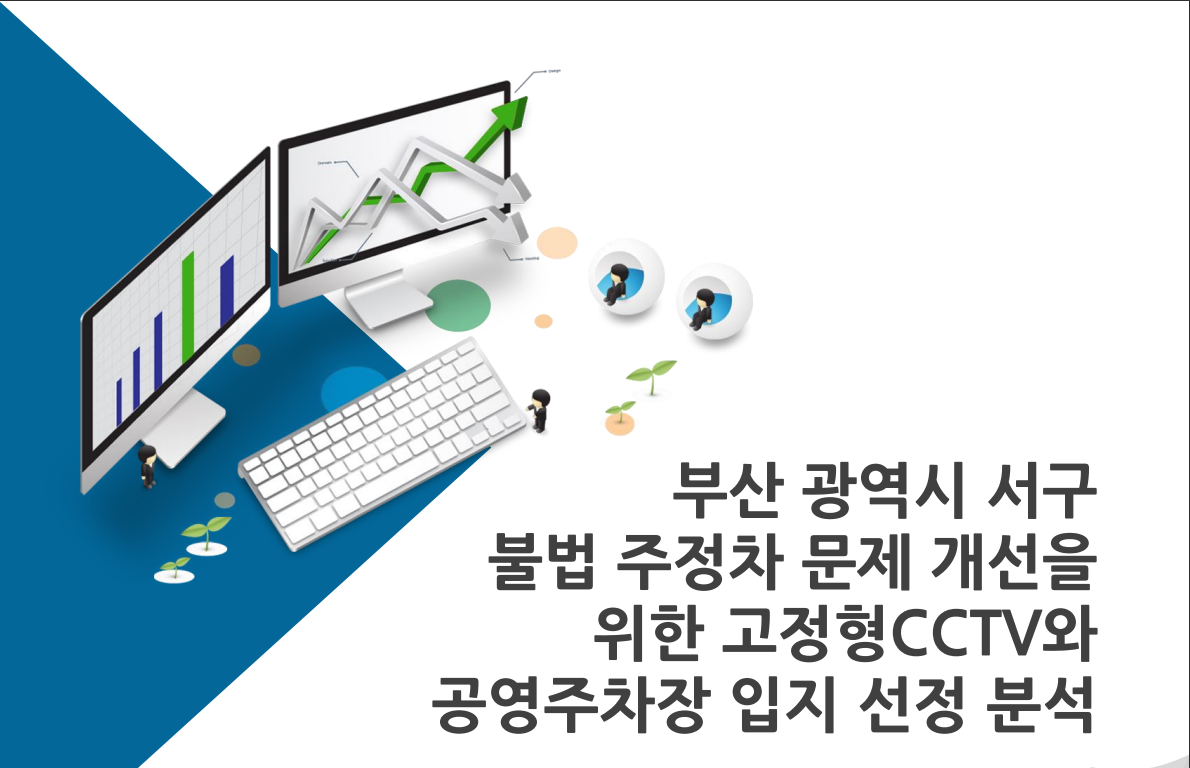 부산 광역시 서구
불법 주정차 문제 개선을
위한 고정형CCTV와
공영주차장 입지 선정 분석